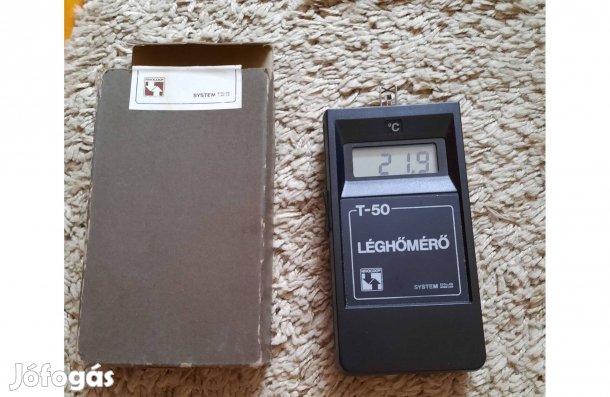 SYSTEM
°C
21.9
T-50
LÉGHŐMÉRŐ
SYSTEM
Jófogás